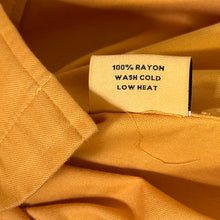 100% RAYON
WASH COLD
LOW HEAT